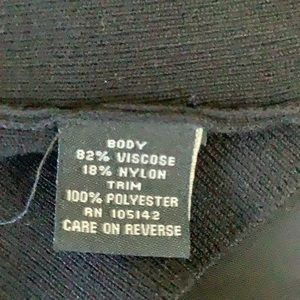 BODY
82% VISCOSE
18% NYLON
TRIM
100% POLYESTER
RN 105142
CARE ON REVERSE